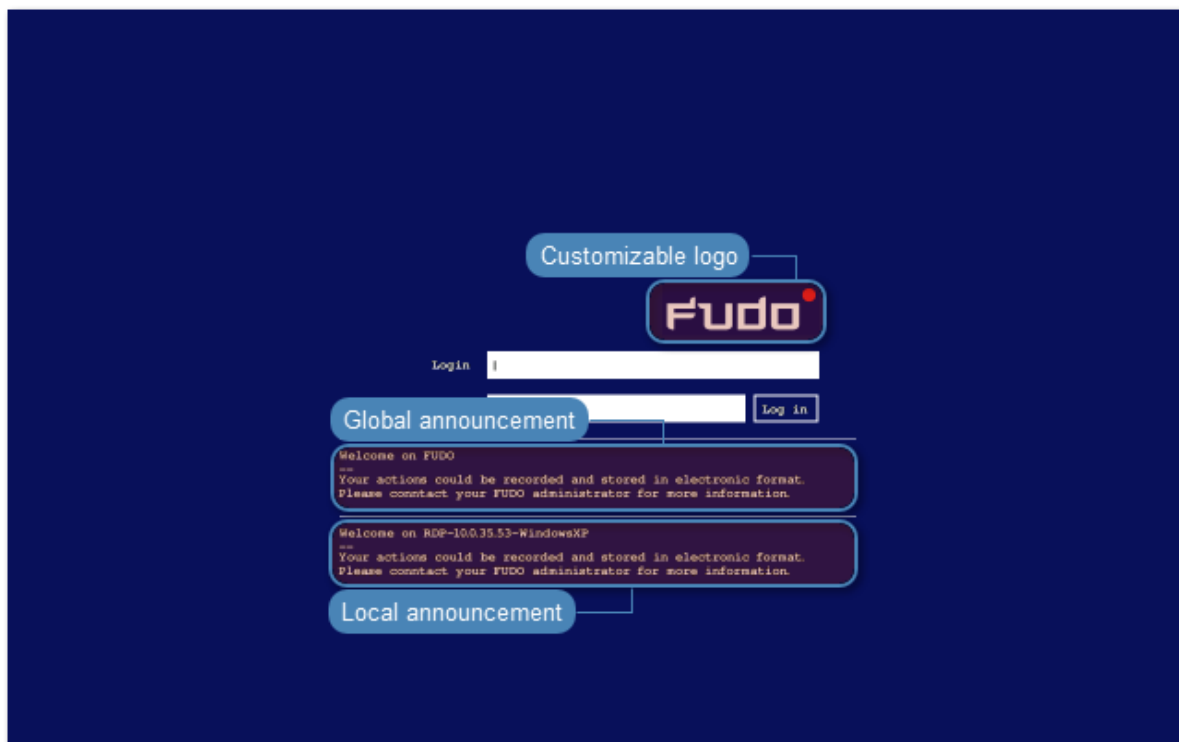 Customizable logo
FUDO
Login
Log in
Global announcement
Welcome on FUDO
--
Your actions could be recorded and stored in electronic format.
Please conntact your FUDO administrator for more information.
Welcome on RDP-10.0.35.53-WindowsXP
--
Your actions could be recorded and stored in electronic format.
Please conntact your FUDO administrator for more information.
Local announcement